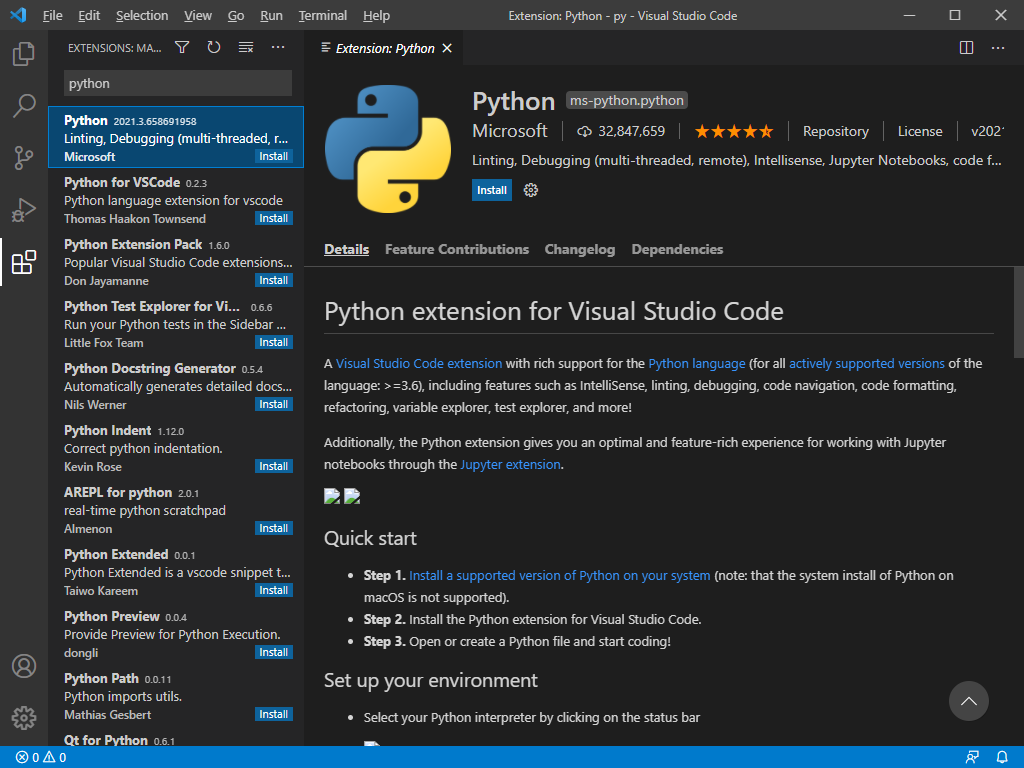 File Edit Selection View Go Run Terminal Help
Extension: Python - py - Visual Studio Code
EXTENSIONS: MA...
python
Python 2021.3.658691958
Linting, Debugging (multi-threaded, r...
Microsoft Install
Python for VSCode 0.2.3
Python language extension for vscode
Thomas Haakon Townsend Install
Python Extension Pack 1.6.0
Popular Visual Studio Code extensions...
Don Jayamanne Install
Python Test Explorer for Vi... 0.6.6
Run your Python tests in the Sidebar ...
Little Fox Team Install
Python Docstring Generator 0.5.4
Automatically generates detailed docs...
Nils Werner Install
Python Indent 1.12.0
Correct python indentation.
Kevin Rose Install
AREPL for python 2.0.1
real-time python scratchpad
Almenon Install
Python Extended 0.0.1
Python Extended is a vscode snippet t...
Taiwo Kareem Install
Python Preview 0.0.4
Provide Preview for Python Execution.
dongli Install
Python Path 0.0.11
Python imports utils.
Mathias Gesbert Install
Qt for Python 0.6.1
Extension: Python
Python ms-python.python
Microsoft 32,847,659 Repository License v202
Linting, Debugging (multi-threaded, remote), Intellisense, Jupyter Notebooks, code f...
Install
Details Feature Contributions Changelog Dependencies
Python extension for Visual Studio Code
A Visual Studio Code extension with rich support for the Python language (for all actively supported versions of the
language: >=3.6), including features such as IntelliSense, linting, debugging, code navigation, code formatting,
refactoring, variable explorer, test explorer, and more!
Additionally, the Python extension gives you an optimal and feature-rich experience for working with Jupyter
notebooks through the Jupyter extension.
Quick start
• Step 1. Install a supported version of Python on your system (note: that the system install of Python on
macOS is not supported).
• Step 2. Install the Python extension for Visual Studio Code.
• Step 3. Open or create a Python file and start coding!
Set up your environment
• Select your Python interpreter by clicking on the status bar
0 0